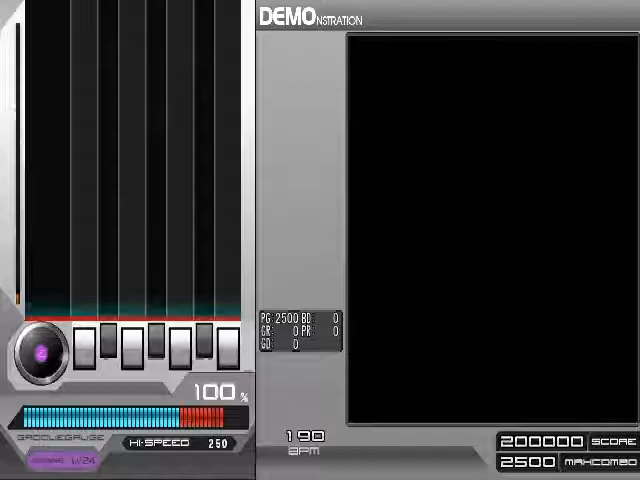 DEMONSTRATION
PG: 2500 BD: 0
GR: 0 PR: 0
GD: 0
100 %
GROOVEGAUGE
HI-SPEED 250
190
BPM
200000 SCORE
2500 MAXCOMBO